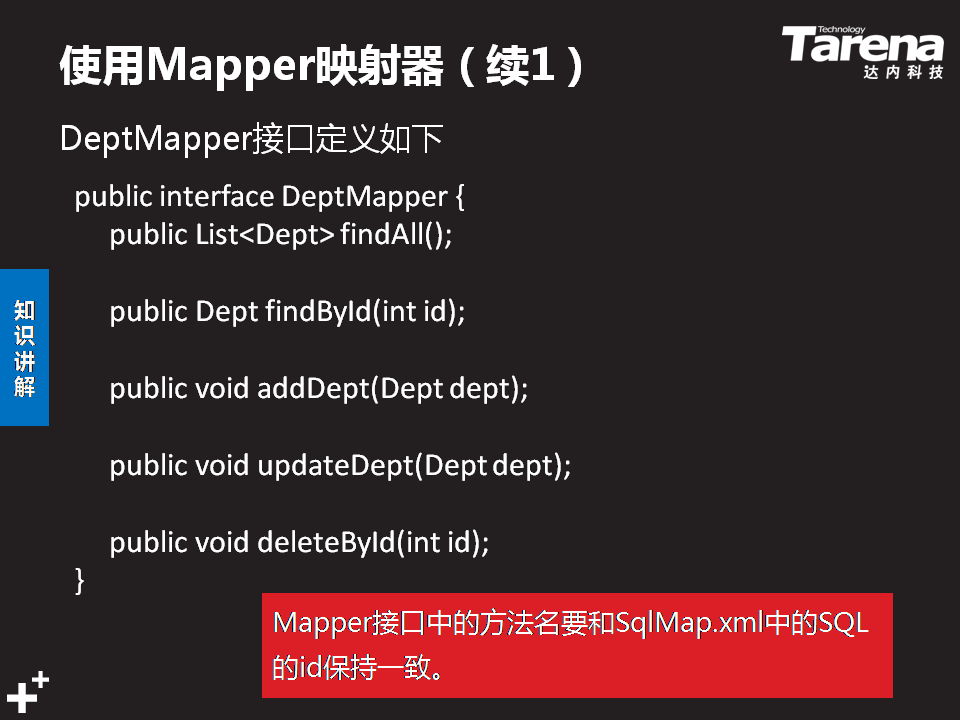 使用Mapper映射器（续1）
Technology
Tarena
达内科技
DeptMapper接口定义如下
public interface DeptMapper {
public List<Dept> findAll();
public Dept findById(int id);
public void addDept(Dept dept);
public void updateDept(Dept dept);
public void deleteById(int id);
}
知识讲解
Mapper接口中的方法名要和SqlMap.xml中的SQL
的id保持一致。